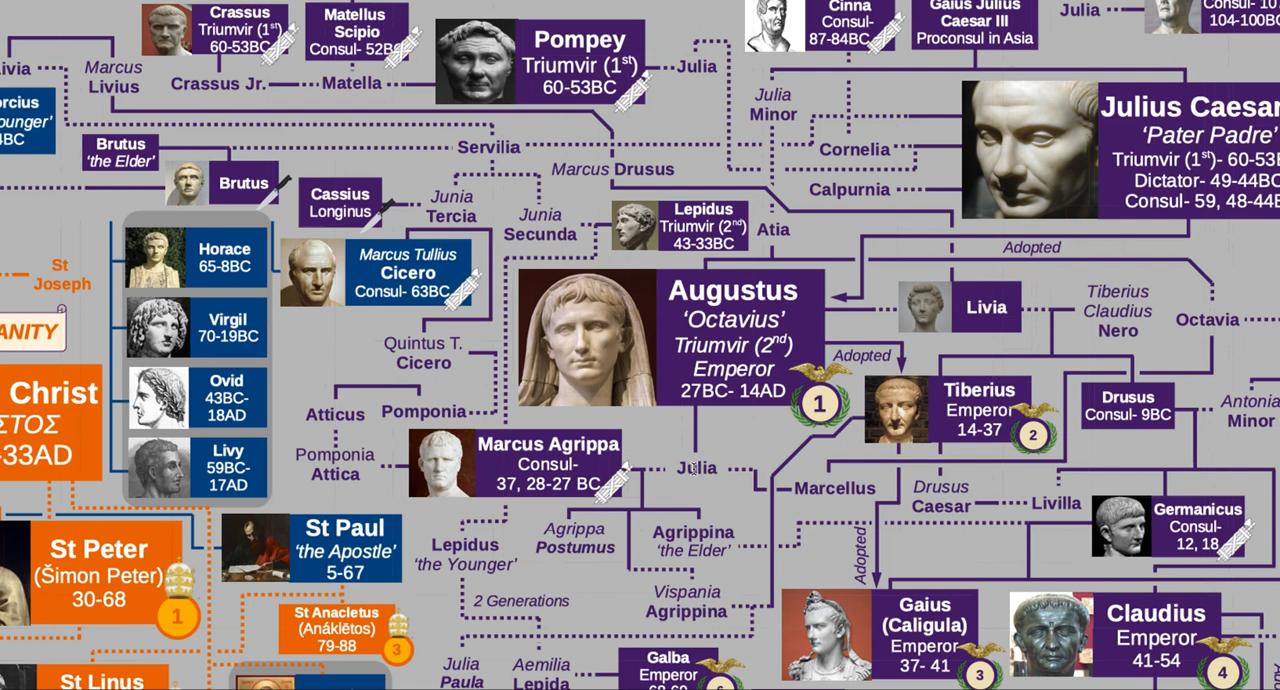 Crassus
Triumvir (1st)
60-53BC
Matellus
Scipio
Consul- 52B
Pompey
Triumvir (1st)
60-53BC
Cinna
Consul-
87-84BC
Gaius Julius
Caesar III
Proconsul in Asia
Julia
Consul- 107
104-100BC
ivia
Marcus
Livius
Crassus Jr.
Matella
Julia
Julia
Minor
Julius Caesar
'Pater Padre'
Triumvir (1st)- 60-53B
Dictator- 49-44BC
Consul- 59, 48-44B
orcius
ounger'
4BC
Brutus
'the Elder'
Servilia
Cornelia
Marcus Drusus
Brutus
Cassius
Longinus
Junia
Tercia
Calpurnia
Junia
Secunda
Lepidus
Triumvir (2nd)
43-33BC
Atia
Adopted
Horace
65-8BC
Marcus Tullius
Cicero
Consul- 63BC
St
Joseph
Augustus
'Octavius'
Triumvir (2nd)
Emperor
27BC- 14AD
1
Livia
Tiberius
Claudius
Nero
Octavia
ANITY
Virgil
70-19BC
Quintus T.
Cicero
Adopted
Christ
ΣΤΟΣ
-33AD
Ovid
43BC-
18AD
Atticus
Pomponia
Tiberius
Emperor
14-37
2
Drusus
Consul- 9BC
Antonia
Minor
Livy
59BC-
17AD
Pomponia
Attica
Marcus Agrippa
Consul-
37, 28-27 BC
Julia
Marcellus
Drusus
Caesar
Livilla
Germanicus
Consul-
12, 18
St Peter
(Šimon Peter)
30-68
1
St Paul
'the Apostle'
5-67
Lepidus
'the Younger'
Agrippa
Postumus
Agrippina
'the Elder'
Adopted
2 Generations
Vispania
Agrippina
St Anacletus
(Anáklētos)
79-88
3
Gaius
(Caligula)
Emperor
37- 41
3
Claudius
Emperor
41-54
4
St Linus
Julia
Paula
Aemilia
Lepida
Galba
Emperor
68-69
6